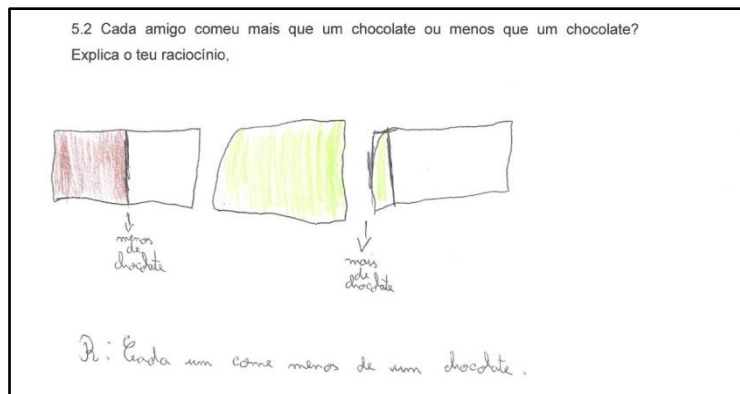 5.2 Cada amigo comeu mais que um chocolate ou menos que um chocolate?
Explica o teu raciocínio,
menos
de
chocolate
mais
de
chocolate
R: Cada um come menos de um chocolate.